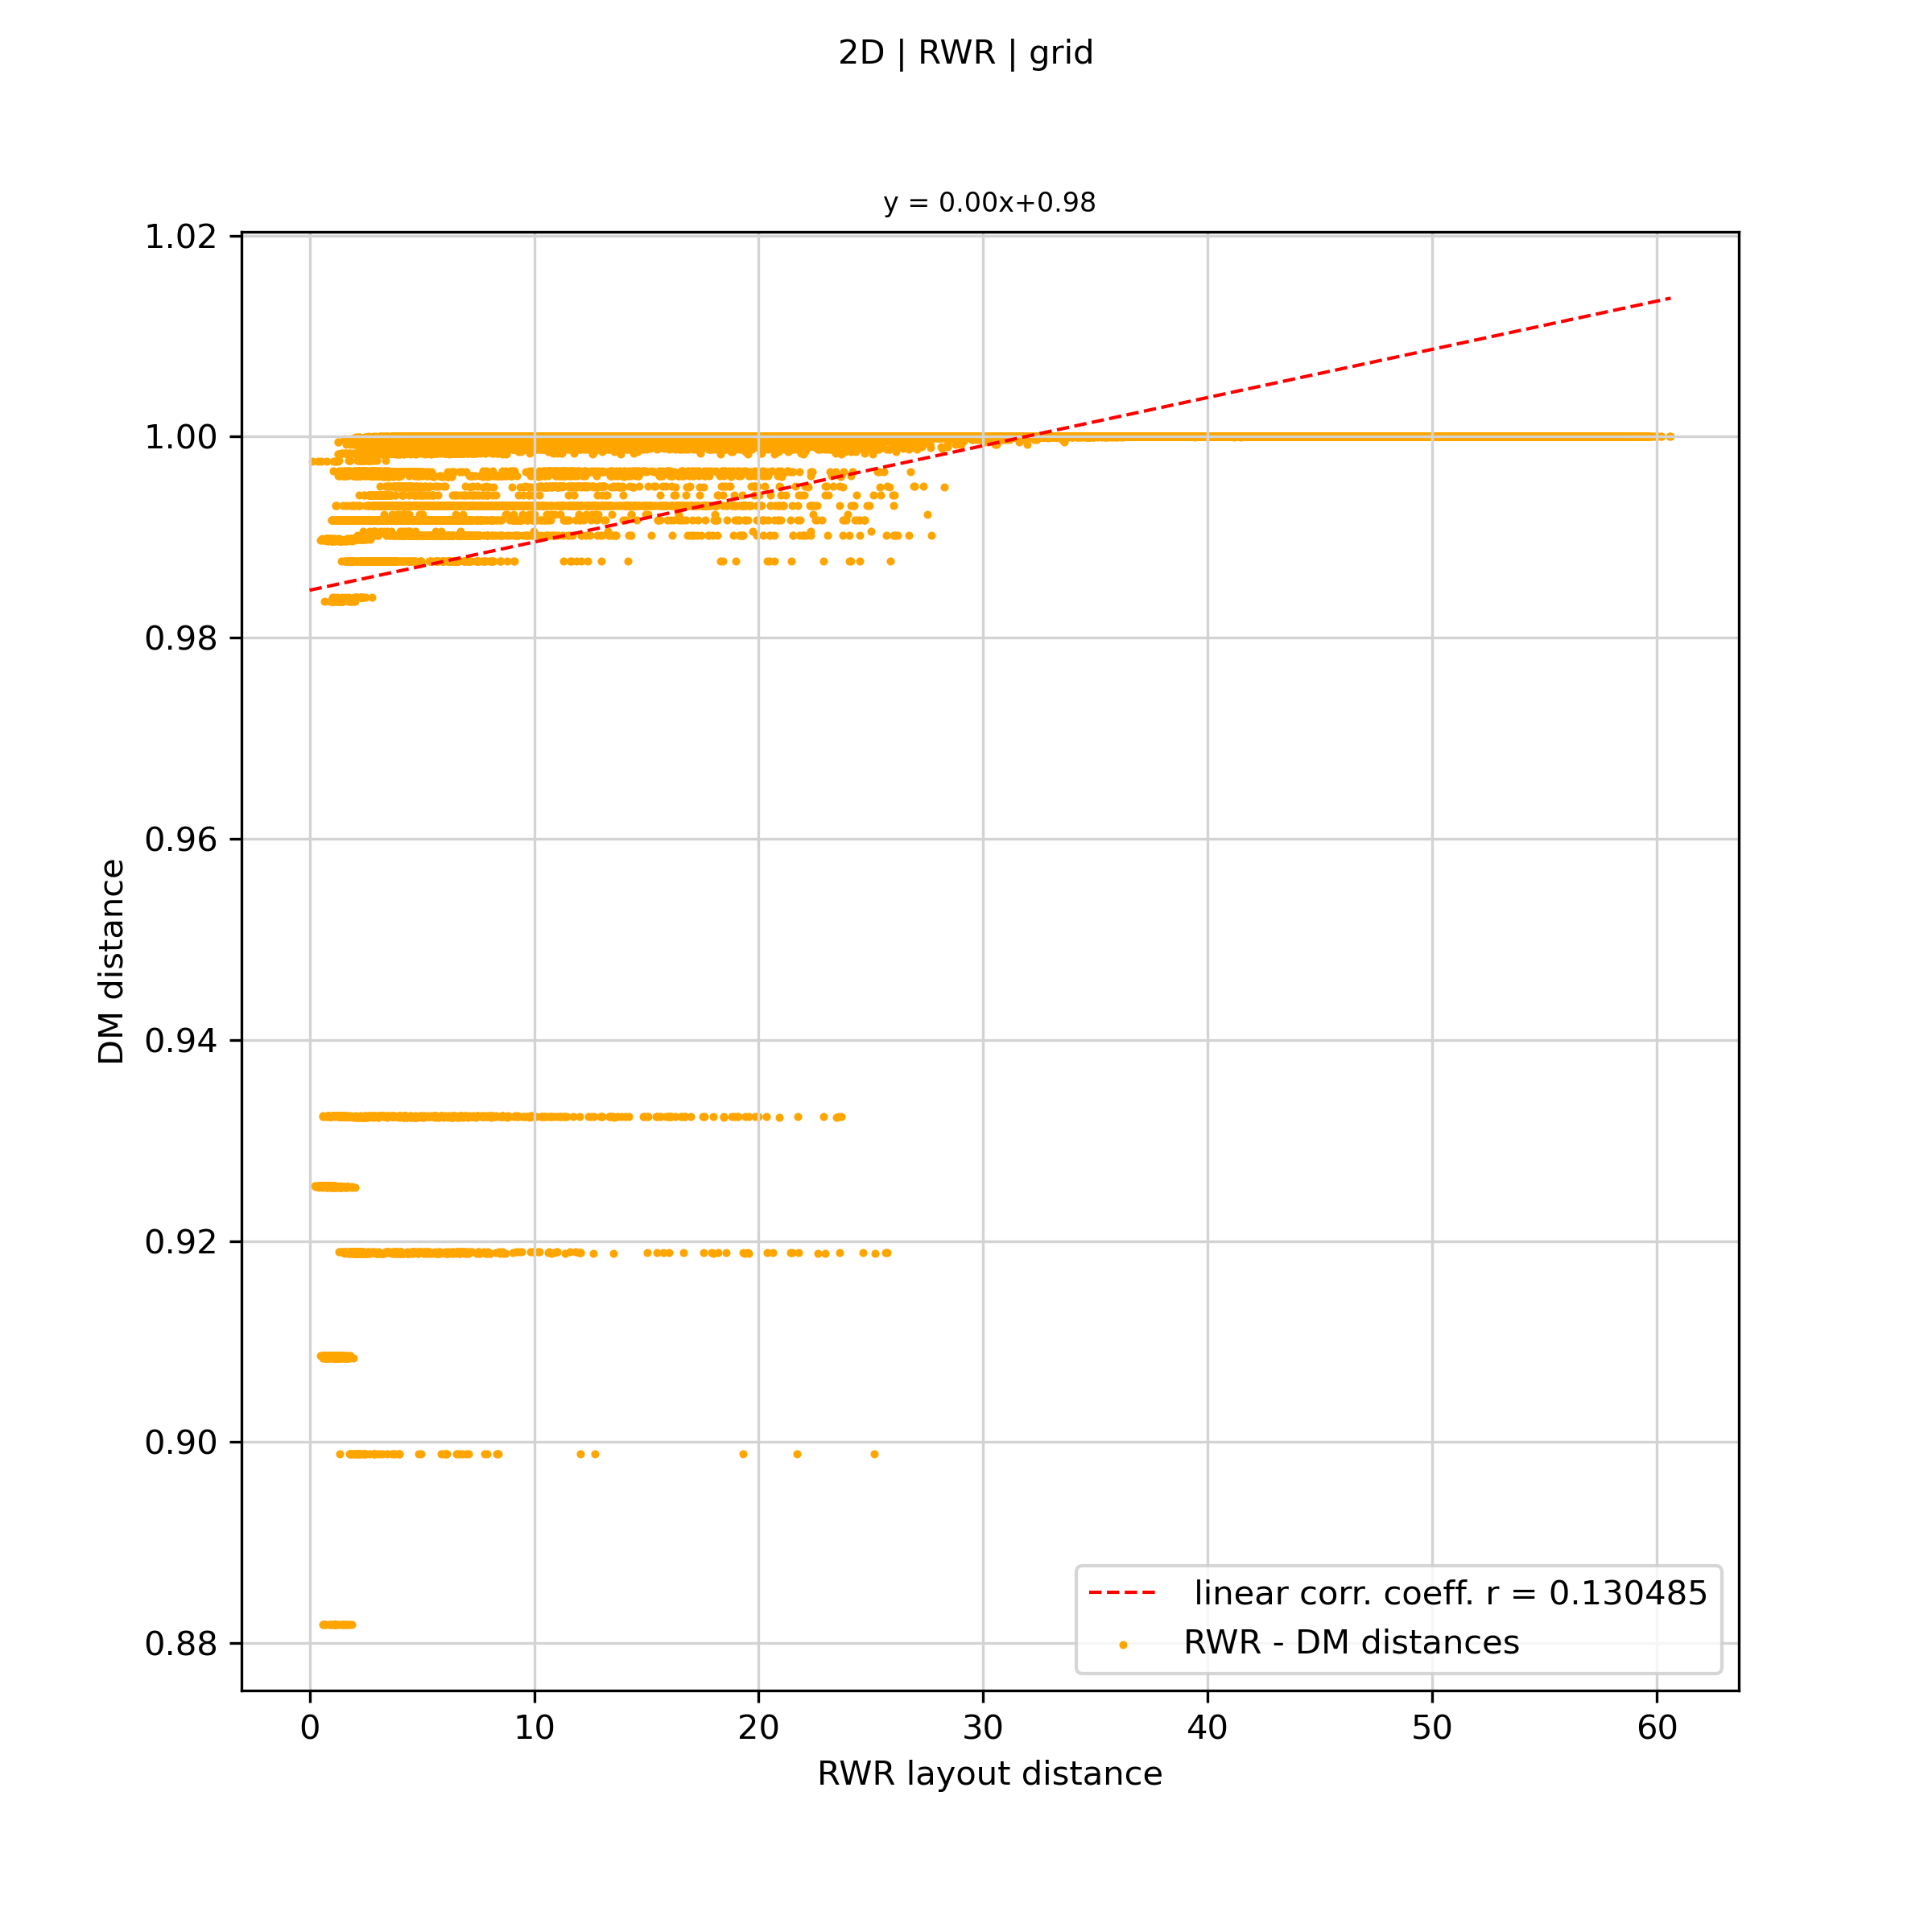 2D | RWR | grid
y = 0.00x+0.98
1.02
1.00
0.98
0.96
0.94
0.92
0.90
0.88
DM distance
0 10 20 30 40 50 60
RWR layout distance
linear corr. coeff. r = 0.130485
RWR - DM distances